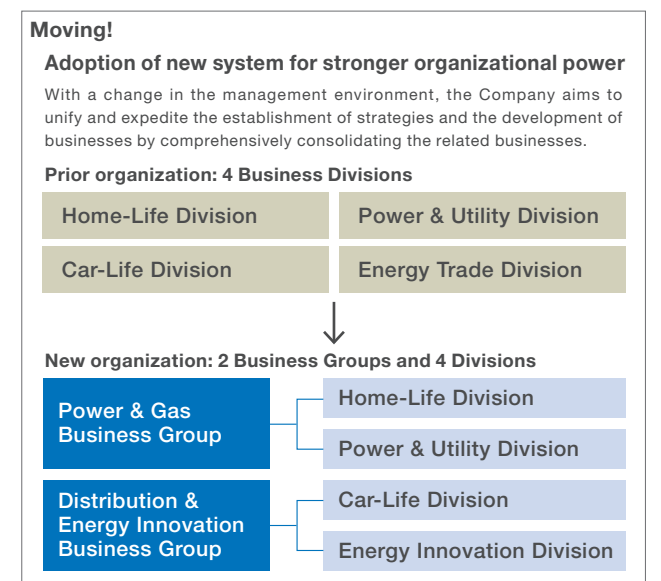 Moving!
Adoption of new system for stronger organizational power
With a change in the management environment, the Company aims to
unify and expedite the establishment of strategies and the development of
businesses by comprehensively consolidating the related businesses.
Prior organization: 4 Business Divisions
Home-Life Division
Power & Utility Division
Car-Life Division
Energy Trade Division
New organization: 2 Business Groups and 4 Divisions
Power & Gas
Business Group
Home-Life Division
Power & Utility Division
Distribution &
Energy Innovation
Business Group
Car-Life Division
Energy Innovation Division